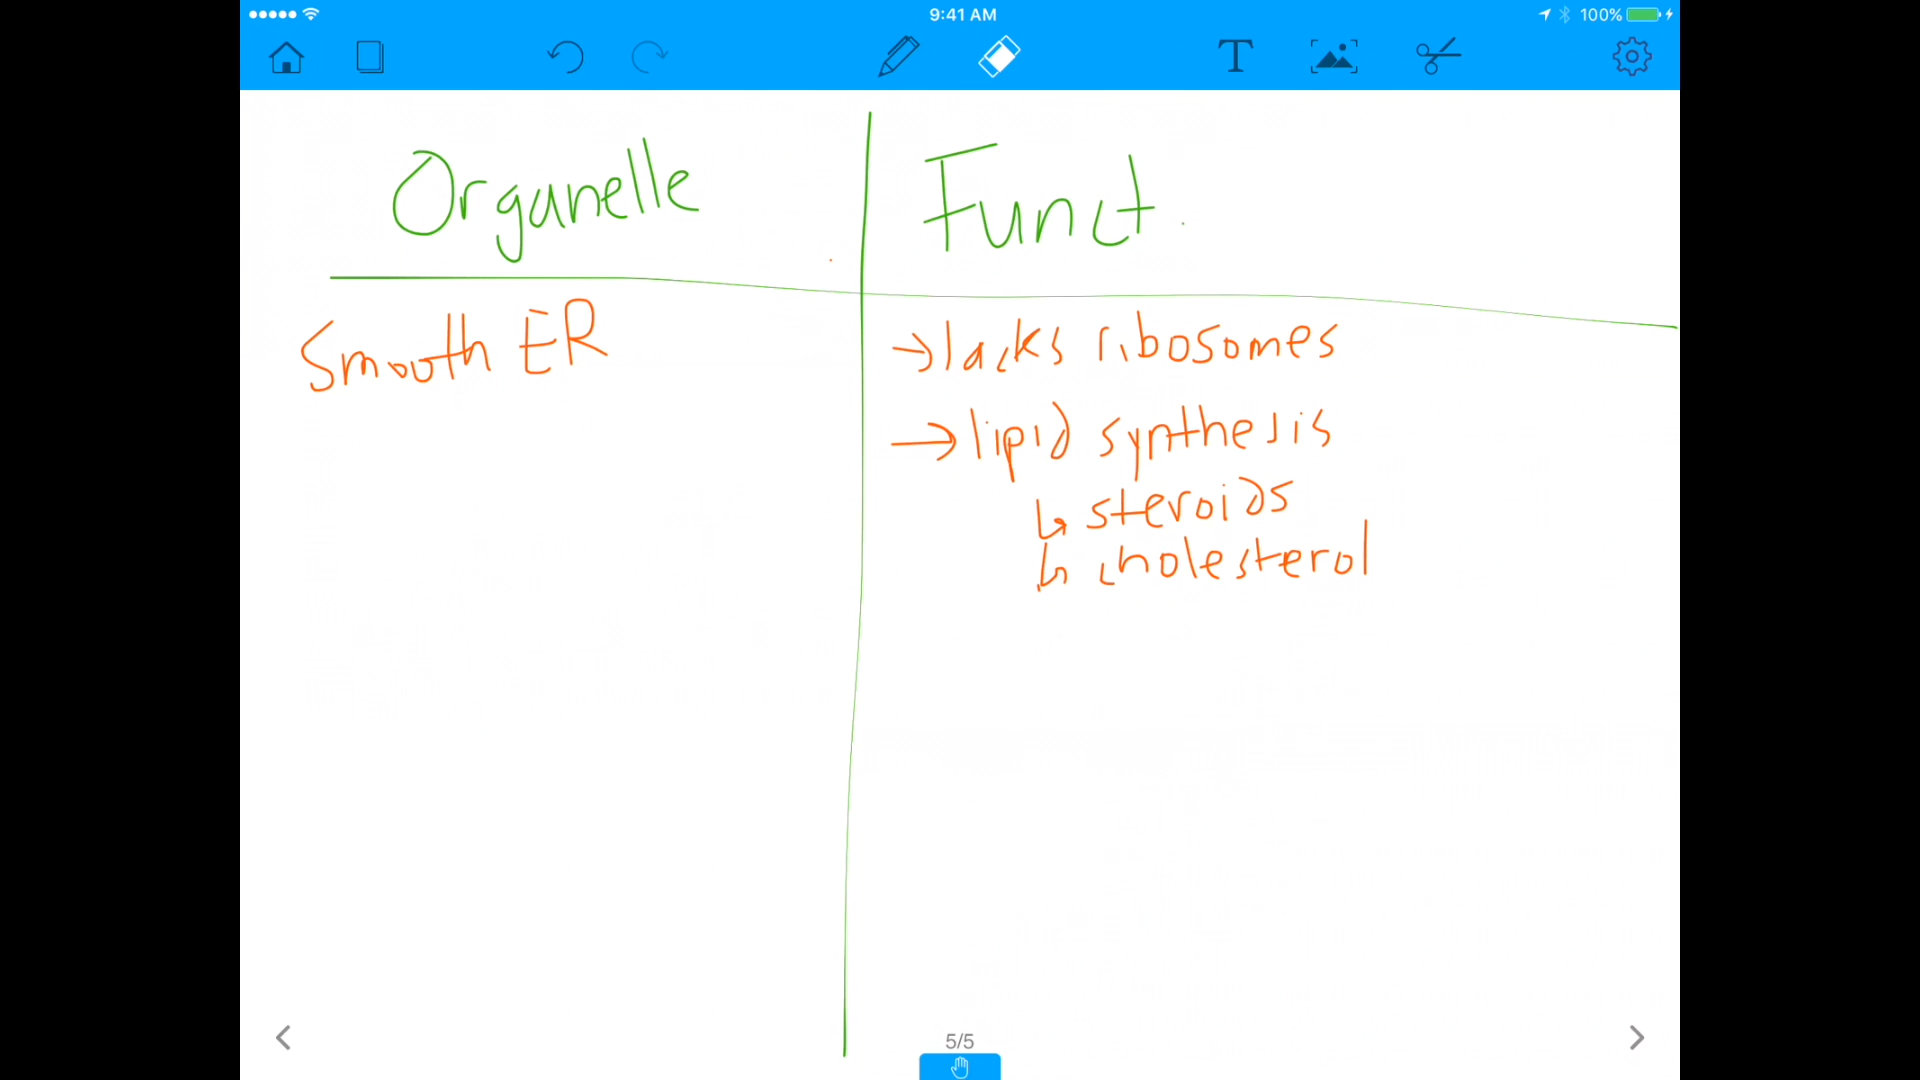 9:41 AM
100%
T
Organelle
Funct.
Smooth ER
→ lacks ribosomes
→ lipid synthesis
↳ steroids
↳ cholesterol
5/5